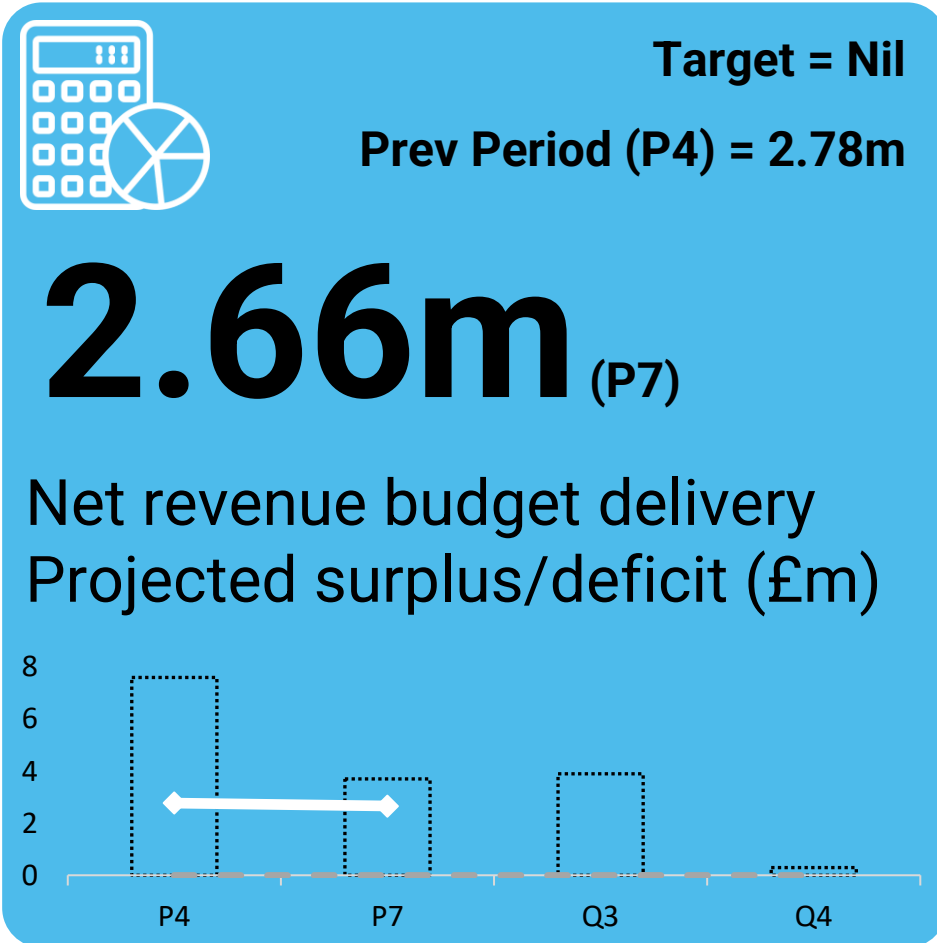 Target = Nil
Prev Period (P4) = 2.78m
2.66m (P7)
Net revenue budget delivery
Projected surplus/deficit (£m)
8
6
4
2
0
P4 P7 Q3 Q4